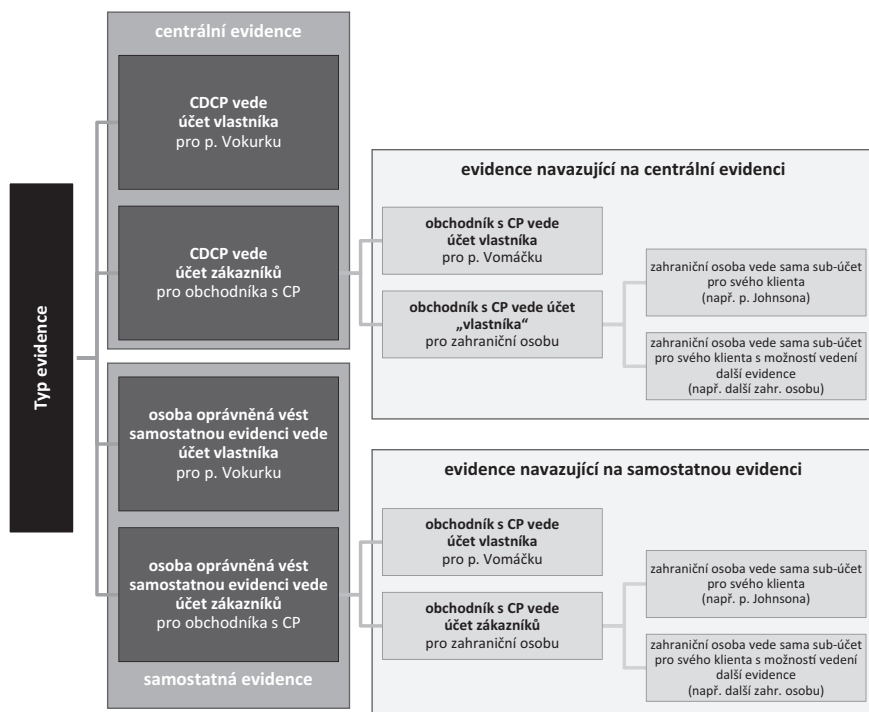 Typ evidence
centrální evidence
CDCP vede
účet vlastníka
pro p. Vokurku
CDCP vede
účet zákazníků
pro obchodníka s CP
evidence navazující na centrální evidenci
obchodník s CP vede
účet vlastníka
pro p. Vomáčku
obchodník s CP vede účet
„vlastníka“
pro zahraniční osobu
zahraniční osoba vede sama sub-účet
pro svého klienta
(např. p. Johnsona)
zahraniční osoba vede sama sub-účet
pro svého klienta s možností vedení
další evidence
(např. další zahr. osobu)
osoba oprávněná vést
samostatnou evidenci vede
účet vlastníka
pro p. Vokurku
osoba oprávněná vést
samostatnou evidenci vede
účet zákazníků
pro obchodníka s CP
samostatná evidence
evidence navazující na samostatnou evidenci
obchodník s CP vede
účet vlastníka
pro p. Vomáčku
obchodník s CP vede
účet zákazníků
pro zahraniční osobu
zahraniční osoba vede sama sub-účet
pro svého klienta
(např. p. Johnsona)
zahraniční osoba vede sama sub-účet
pro svého klienta s možností vedení
další evidence
(např. další zahr. osobu)